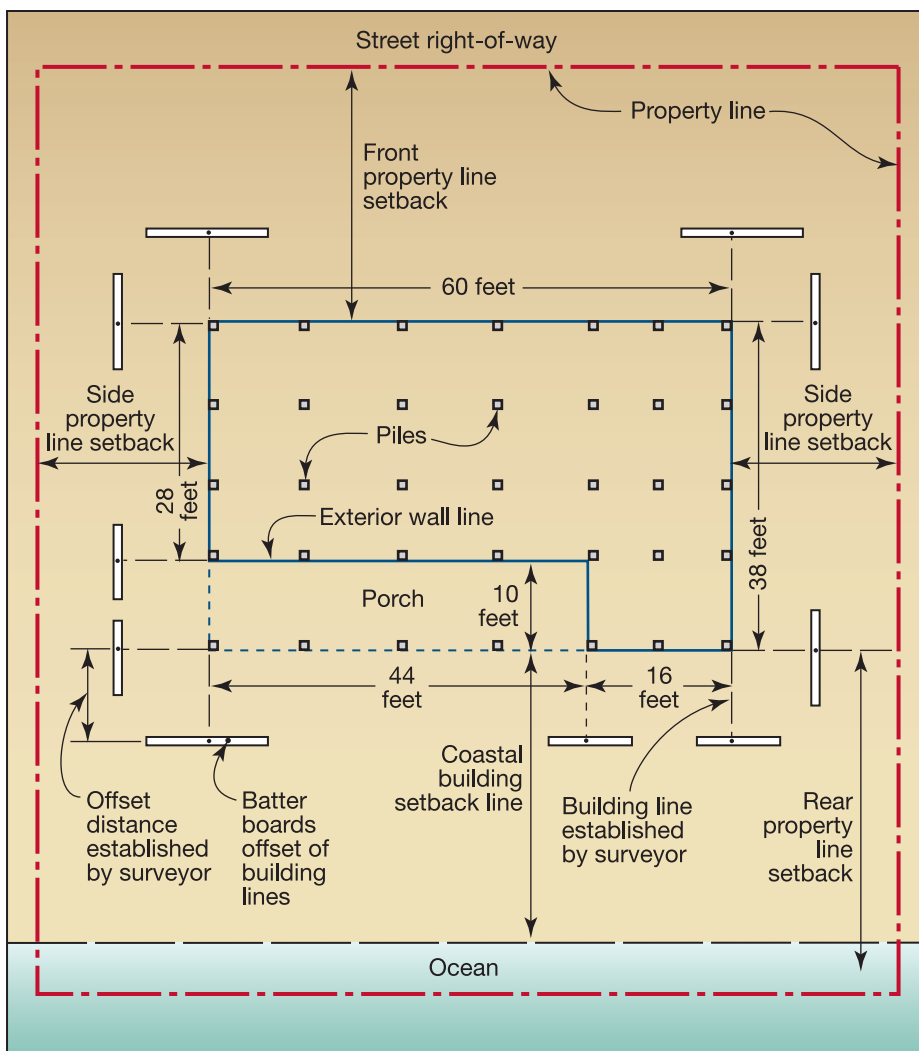 Street right-of-way
Property line
Front
property line
setback
60 feet
Side
property
line setback
Side
property
line setback
Piles
28
feet
Exterior wall line
38 feet
Porch
10
feet
44
feet
16
feet
Coastal
building
setback line
Offset
distance
established
by surveyor
Batter
boards
offset of
building
lines
Building line
established
by surveyor
Rear
property
line
setback
Ocean